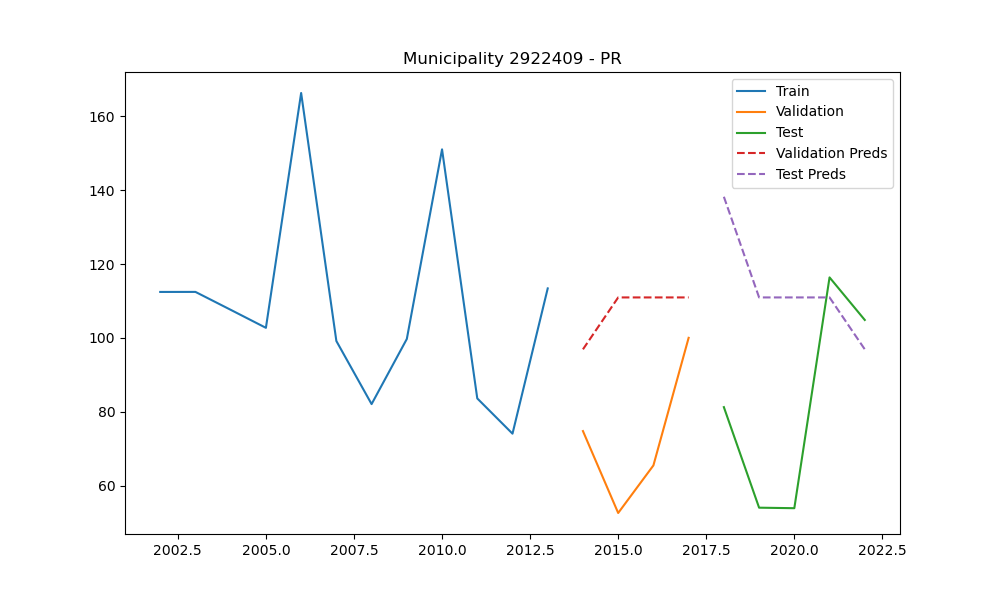 Municipality 2922409 - PR
Train
Validation
Test
Validation Preds
Test Preds
160
140
120
100
80
60
2002.5 2005.0 2007.5 2010.0 2012.5 2015.0 2017.5 2020.0 2022.5